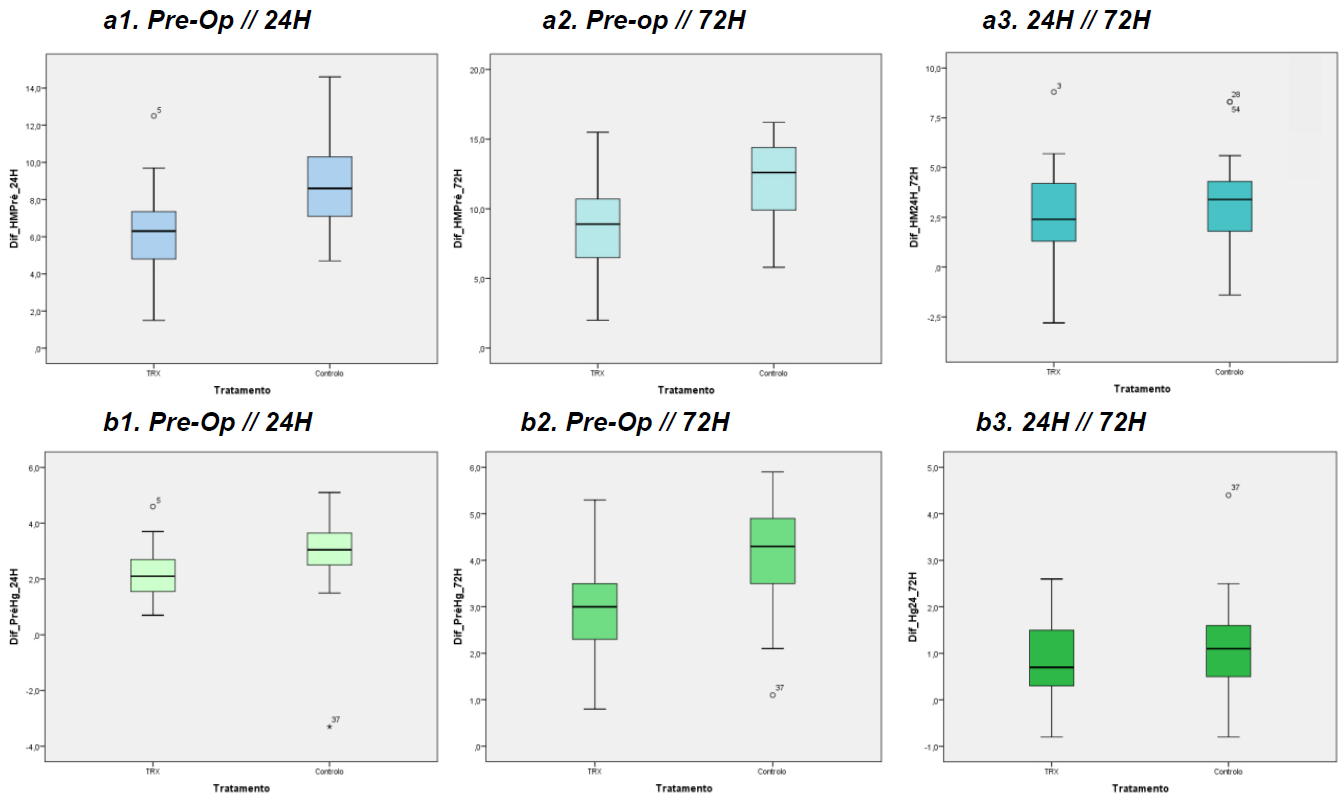 a1. Pre-Op // 24H
a2. Pre-op // 72H
a3. 24H // 72H
14,0
12,0
10,0
8,0
6,0
4,0
2,0
,0
Dif_HMPré_24H
5
TRX
Controlo
Tratamento
20,0
15,0
10,0
5,0
,0
Dif_HMPré_72H
TRX
Controlo
Tratamento
10,0
7,5
5,0
2,5
,0
-2,5
Dif_HM24H_72H
3
28
54
TRX
Controlo
Tratamento
b1. Pre-Op // 24H
b2. Pre-Op // 72H
b3. 24H // 72H
6,0
4,0
2,0
,0
-2,0
-4,0
Dif_PréHg_24H
5
37
TRX
Controlo
Tratamento
6,0
5,0
4,0
3,0
2,0
1,0
,0
Dif_PréHg_72H
37
TRX
Controlo
Tratamento
5,0
4,0
3,0
2,0
1,0
,0
-1,0
Dif_Hg24_72H
37
TRX
Controlo
Tratamento